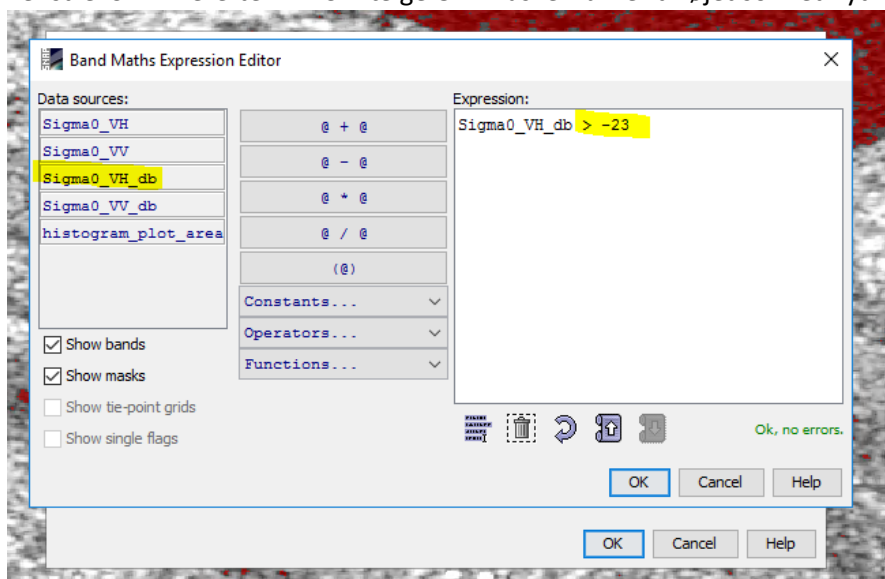 Band Maths Expression Editor
Data sources:
Sigma0_VH
Sigma0_VV
Sigma0_VH_db
Sigma0_VV_db
histogram_plot_area
Show bands
Show masks
Show tie-point grids
Show single flags
@ + @
@ - @
@ * @
@ / @
(@)
Constants...
Operators...
Functions...
Expression:
Sigma0_VH_db > -23
Ok, no errors.
OK Cancel Help
OK Cancel Help